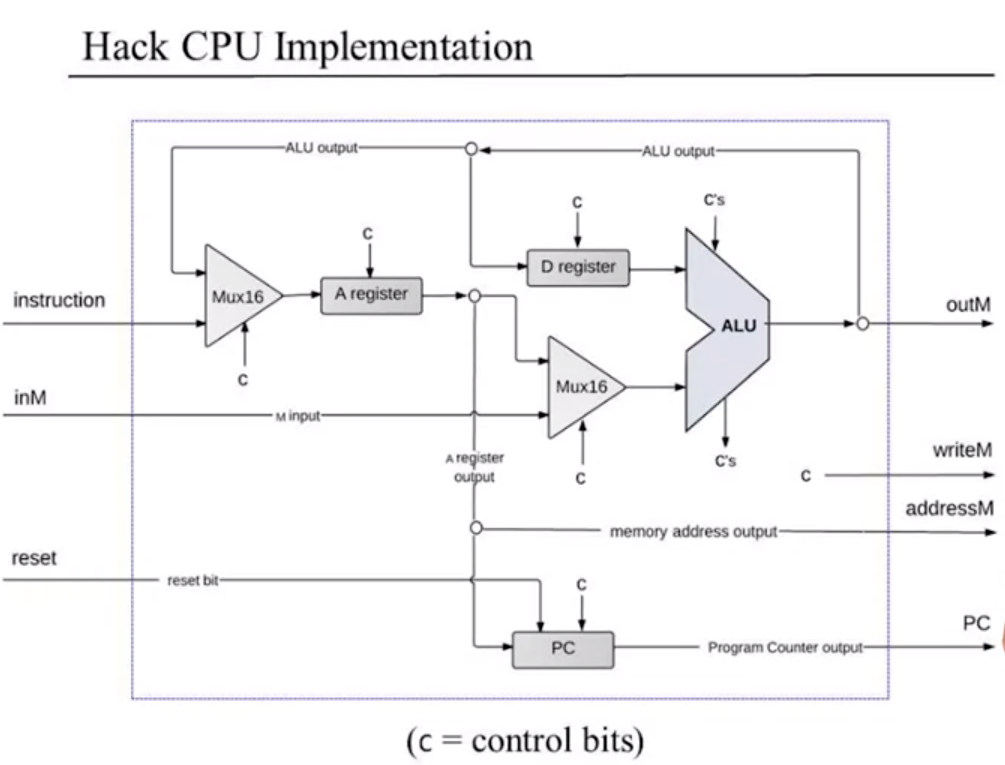 Hack CPU Implementation
ALU output
ALU output
C
C's
C
D register
instruction
Mux16
A register
ALU
outM
C
inM
Mux16
M input
A register
output
C
C's
writeM
C
addressM
memory address output
reset
reset bit
C
PC
PC
Program Counter output
(c = control bits)